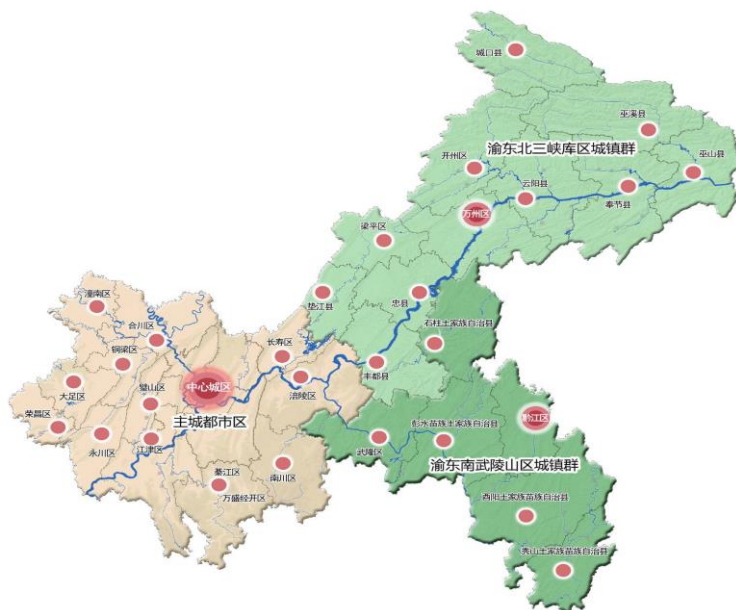 城口县
巫溪县
渝东北三峡库区城镇群
开州区
巫山县
云阳县
奉节县
万州区
梁平区
忠县
垫江县
潼南区
石柱土家族自治县
合川区
长寿区
铜梁区
丰都县
大足区
璧山区
中心城区
涪陵区
荣昌区
主城都市区
黔江区
彭水苗族土家族自治县
永川区
江津区
武隆区
渝东南武陵山区城镇群
綦江区
南川区
万盛经开区
酉阳土家族苗族自治县
秀山土家族苗族自治县